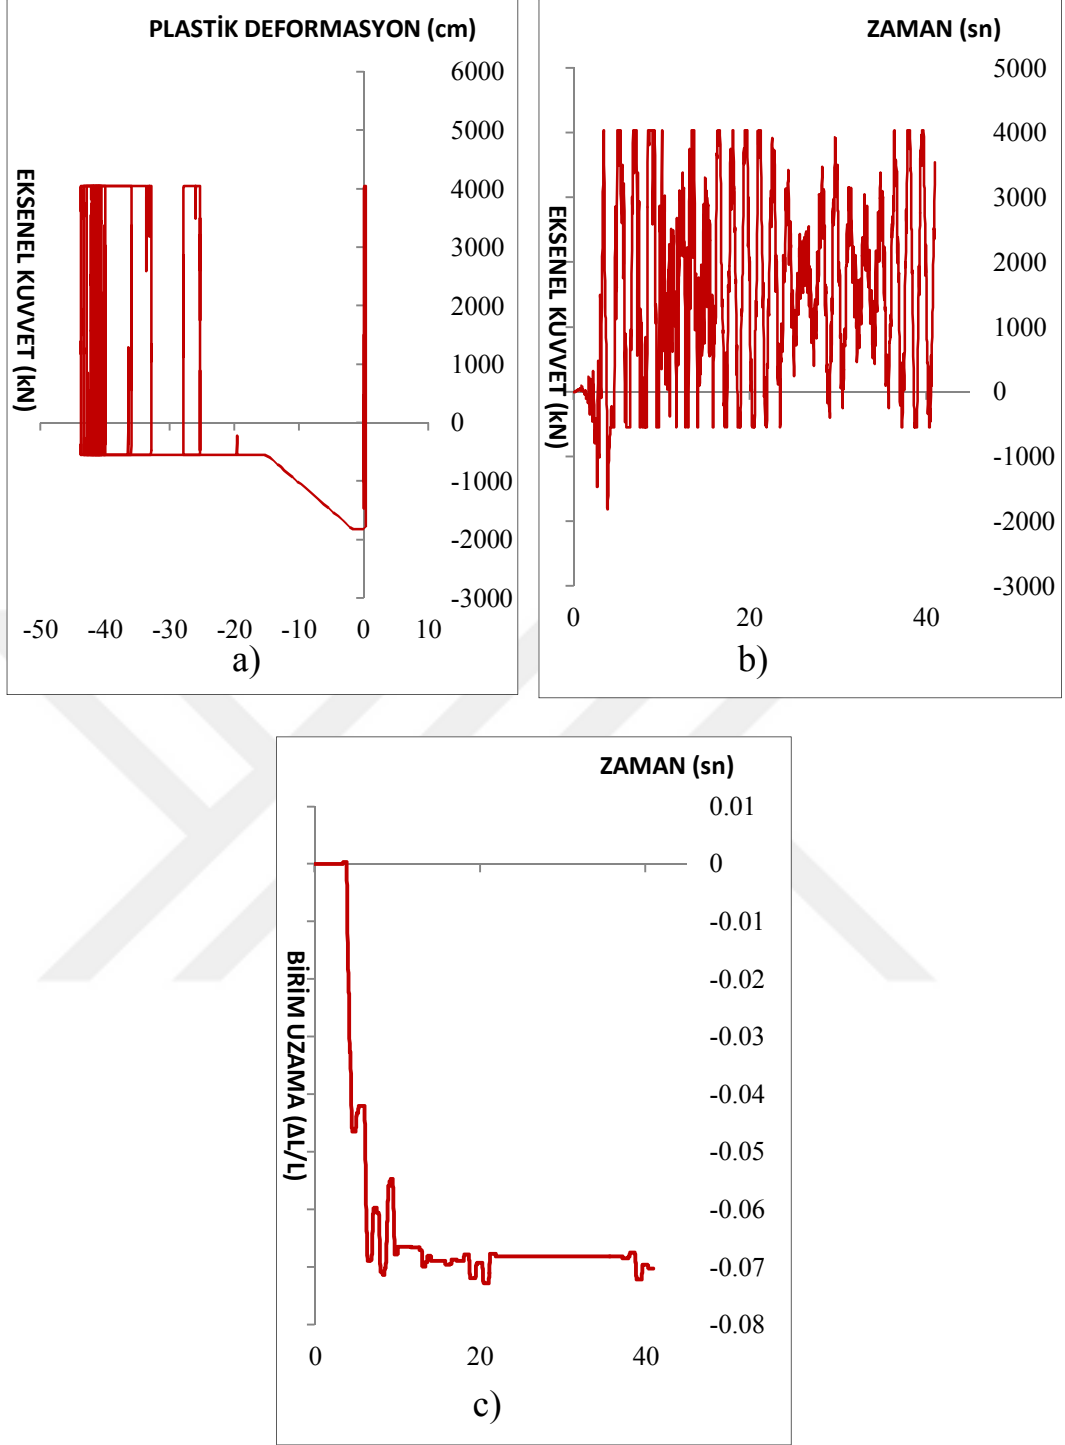 PLASTİK DEFORMASYON (cm)
6000
5000
4000
3000
2000
1000
0
-1000
-2000
-3000
EKSENEL KUVVET (kN)
-50 -40 -30 -20 -10 0 10
a)
ZAMAN (sn)
5000
4000
3000
2000
1000
0
-1000
-2000
-3000
EKSENEL KUVVET (kN)
0 20 40
b)
ZAMAN (sn)
0.01
0
-0.01
-0.02
-0.03
-0.04
-0.05
-0.06
-0.07
-0.08
BİRİM UZAMA (ΔL/L)
0 20 40
c)